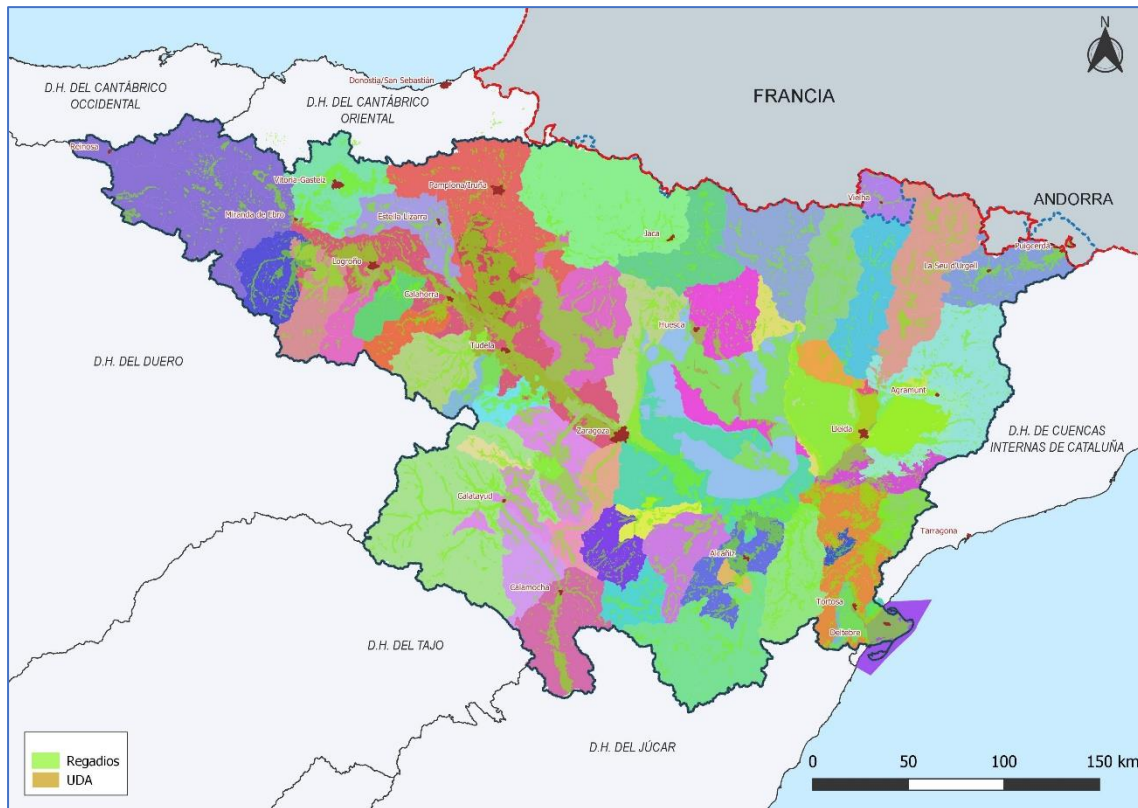 N
Donostia/San Sebastián
D.H. DEL CANTÁBRICO
OCCIDENTAL
D.H. DEL CANTÁBRICO
ORIENTAL
FRANCIA
Reinosa
Vitoria-Gasteiz
Pamplona/Iruña
Vielha
ANDORRA
Miranda de Ebro
Estella-Lizarra
Jaca
Puigcerdà
La Seu d'Urgell
Logroño
Calahorra
Huesca
Tudela
D.H. DEL DUERO
Agramunt
Zaragoza
Lleida
D.H. DE CUENCAS
INTERNAS DE CATALUÑA
Calatayud
Tarragona
Alcañiz
Calamocha
Tortosa
Deltebre
D.H. DEL TAJO
D.H. DEL JÚCAR
Regadios
UDA
0 50 100 150 km